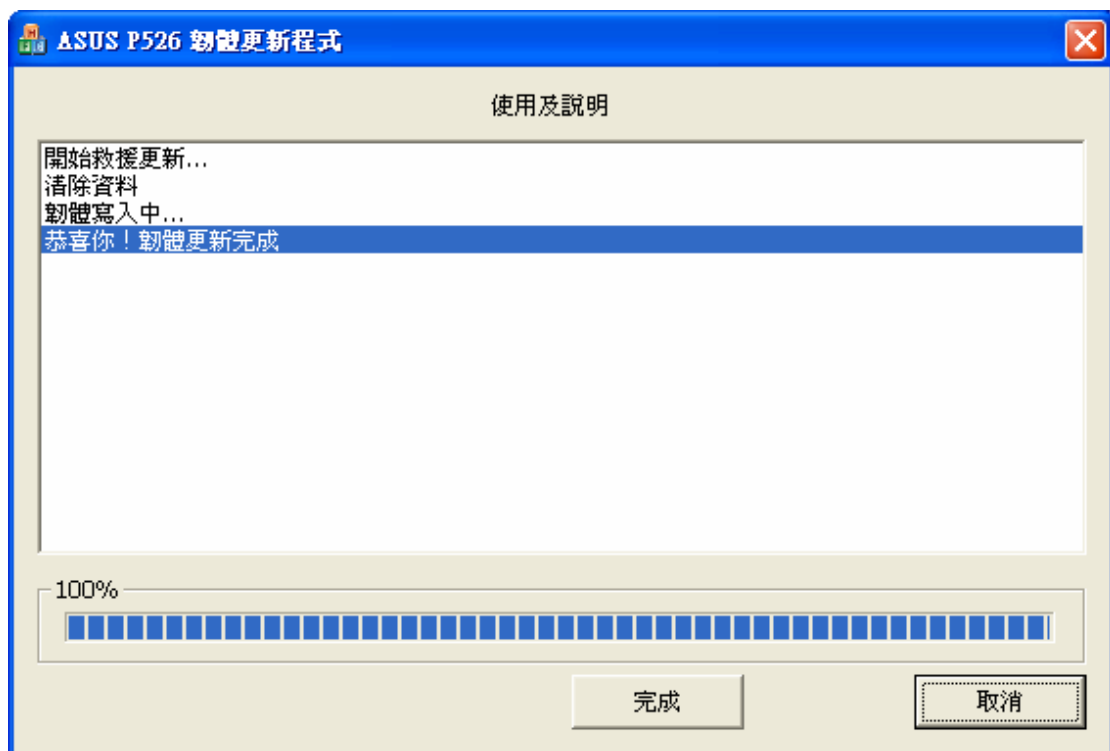 ASUS P526 韌體更新程式
使用及說明
開始救援更新...
清除資料
韌體寫入中...
恭喜你！韌體更新完成
100%
完成
取消